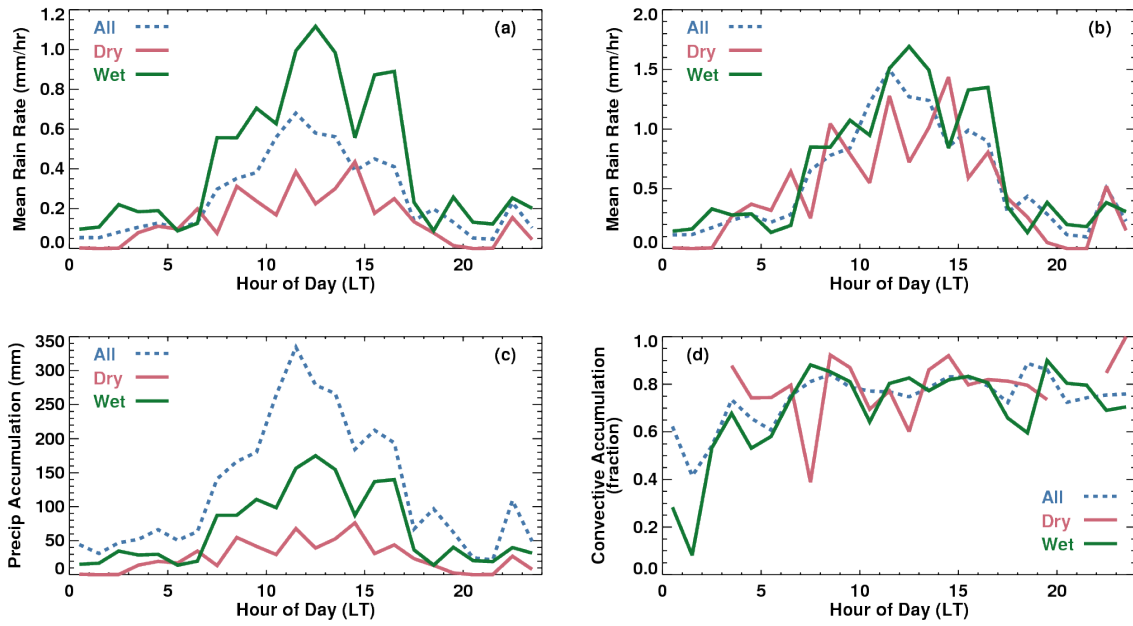 Mean Rain Rate (mm/hr)
1.2
1.0
0.8
0.6
0.4
0.2
0.0
All
Dry
Wet
(a)
0 5 10 15 20
Hour of Day (LT)
Mean Rain Rate (mm/hr)
2.0
1.5
1.0
0.5
0.0
All
Dry
Wet
(b)
0 5 10 15 20
Hour of Day (LT)
Precip Accumulation (mm)
350
300
250
200
150
100
50
0
All
Dry
Wet
(c)
0 5 10 15 20
Hour of Day (LT)
Convective Accumulation
(fraction)
1.0
0.8
0.6
0.4
0.8
0.0
(d)
All
Dry
Wet
0 5 10 15 20
Hour of Day (LT)